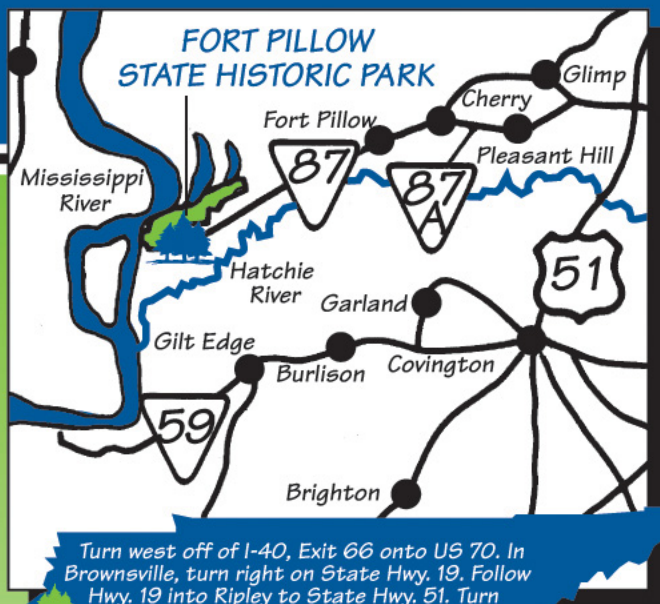 FORT PILLOW
STATE HISTORIC PARK
Glimp
Cherry
Fort Pillow
87
Pleasant Hill
87
A
Mississippi
River
51
Hatchie
River
Garland
Gilt Edge
Burlison
Covington
59
Brighton
Turn west off of I-40, Exit 66 onto US 70. In
Brownsville, turn right on State Hwy. 19. Follow
Hwy. 19 into Ripley to State Hwy. 51. Turn